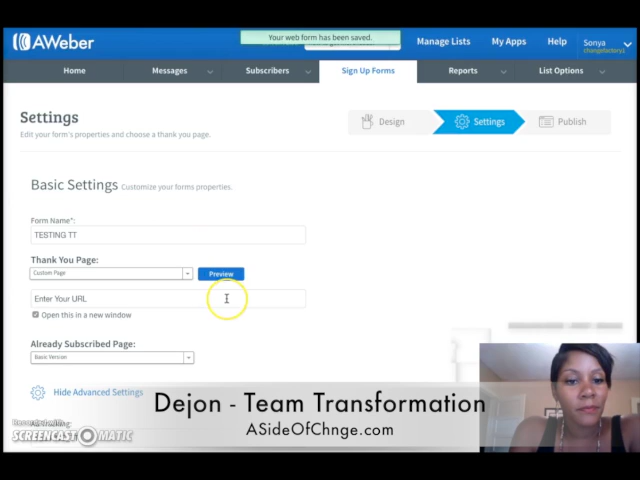 Your web form has been saved.
AWeber
Manage Lists
My Apps
Help
Sonya
changefactory1
Home
Messages
Subscribers
Sign Up Forms
Reports
List Options
Settings
Edit your form's properties and choose a thank you page.
Design
Settings
Publish
Basic Settings Customize your forms properties.
Form Name*:
TESTING TT
Thank You Page:
Custom Page
Preview
Enter Your URL
Open this in a new window
Already Subscribed Page:
Basic Version
Hide Advanced Settings
Dejon - Team Transformation
ASideOfChnge.com
SCREENCAST MATIC